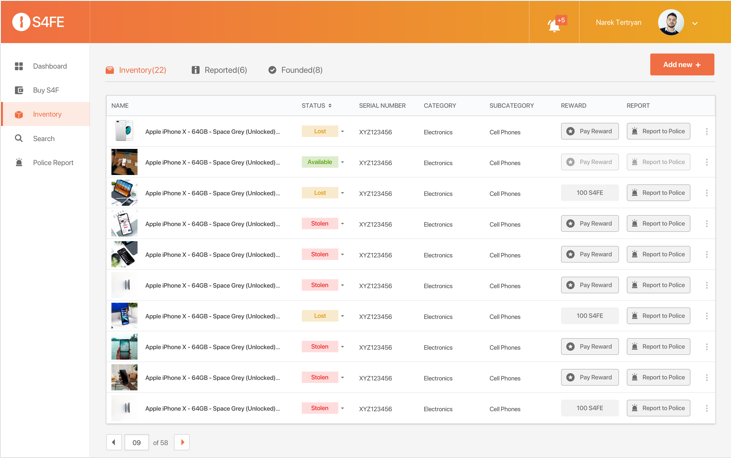 S4FE
+5
Narek Tertryan
Dashboard
Buy S4F
Inventory
Search
Police Report
Inventory(22) Reported(6) Founded(8)
Add new +
NAME STATUS SERIAL NUMBER CATEGORY SUBCATEGORY REWARD REPORT
Apple iPhone X - 64GB - Space Grey (Unlocked)... Lost XYZ123456 Electronics Cell Phones Pay Reward Report to Police
Apple iPhone X - 64GB - Space Grey (Unlocked)... Available XYZ123456 Electronics Cell Phones Pay Reward Report to Police
Apple iPhone X - 64GB - Space Grey (Unlocked)... Lost XYZ123456 Electronics Cell Phones 100 S4FE Report to Police
Apple iPhone X - 64GB - Space Grey (Unlocked)... Stolen XYZ123456 Electronics Cell Phones Pay Reward Report to Police
Apple iPhone X - 64GB - Space Grey (Unlocked)... Stolen XYZ123456 Electronics Cell Phones Pay Reward Report to Police
Apple iPhone X - 64GB - Space Grey (Unlocked)... Stolen XYZ123456 Electronics Cell Phones Pay Reward Report to Police
Apple iPhone X - 64GB - Space Grey (Unlocked)... Lost XYZ123456 Electronics Cell Phones 100 S4FE Report to Police
Apple iPhone X - 64GB - Space Grey (Unlocked)... Stolen XYZ123456 Electronics Cell Phones Pay Reward Report to Police
Apple iPhone X - 64GB - Space Grey (Unlocked)... Stolen XYZ123456 Electronics Cell Phones Pay Reward Report to Police
Apple iPhone X - 64GB - Space Grey (Unlocked)... Stolen XYZ123456 Electronics Cell Phones 100 S4FE Report to Police
09 of 58